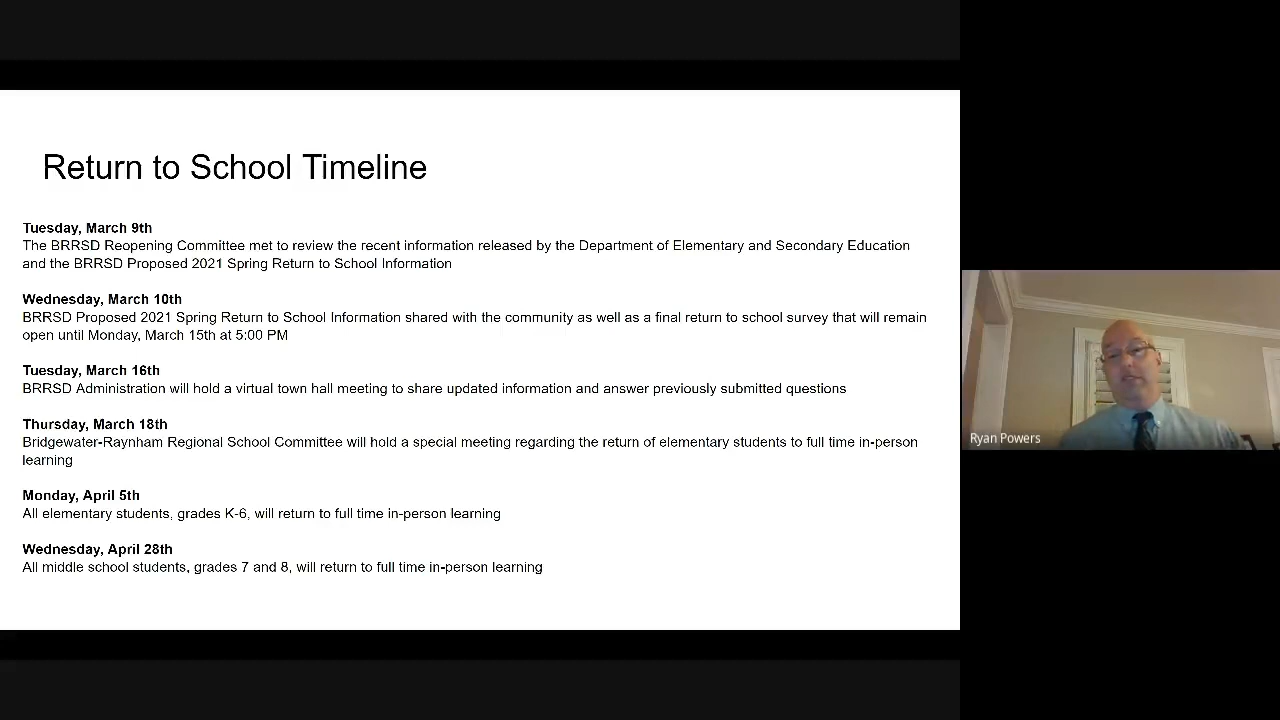 Return to School Timeline
Tuesday, March 9th
The BRRSD Reopening Committee met to review the recent information released by the Department of Elementary and Secondary Education
and the BRRSD Proposed 2021 Spring Return to School Information
Wednesday, March 10th
BRRSD Proposed 2021 Spring Return to School Information shared with the community as well as a final return to school survey that will remain
open until Monday, March 15th at 5:00 PM
Tuesday, March 16th
BRRSD Administration will hold a virtual town hall meeting to share updated information and answer previously submitted questions
Thursday, March 18th
Bridgewater-Raynham Regional School Committee will hold a special meeting regarding the return of elementary students to full time in-person
learning
Monday, April 5th
All elementary students, grades K-6, will return to full time in-person learning
Wednesday, April 28th
All middle school students, grades 7 and 8, will return to full time in-person learning
Ryan Powers